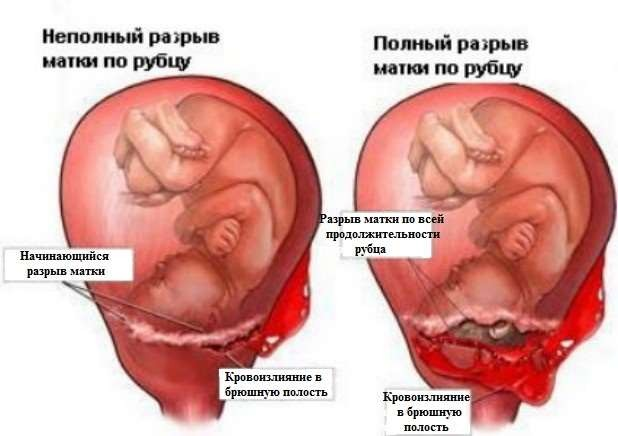 Неполный разрыв
матки по рубцу
Полный разрыв
матки по рубцу
Начинающийся
разрыв матки
Кровоизлияние в
брюшную полость
Разрыв матки по всей
продолжительности
рубца
Кровоизлияние
в брюшную
полость